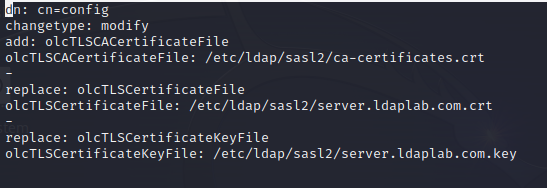 dn: cn=config
changetype: modify
add: olcTLSCACertificateFile
olcTLSCACertificateFile: /etc/ldap/sasl2/ca-certificates.crt
-
replace: olcTLSCertificateFile
olcTLSCertificateFile: /etc/ldap/sasl2/server.ldaplab.com.crt
-
replace: olcTLSCertificateKeyFile
olcTLSCertificateKeyFile: /etc/ldap/sasl2/server.ldaplab.com.key